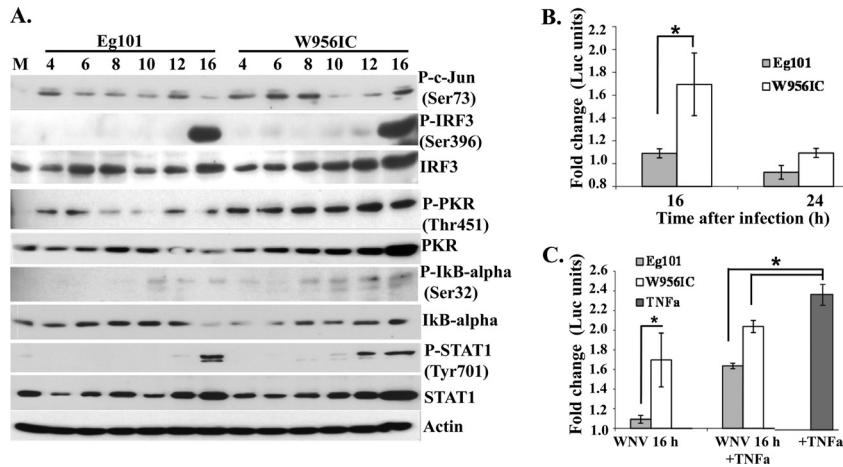 A.
Eg101 W956IC
M 4 6 8 10 12 16 4 6 8 10 12 16
P-c-Jun
(Ser73)
P-IRF3
(Ser396)
IRF3
P-PKR
(Thr451)
PKR
P-IkB-alpha
(Ser32)
IkB-alpha
P-STAT1
(Tyr701)
STAT1
Actin
B.
Fold change (Luc units)
2.2
2.0
1.8
1.6
1.4
1.2
1.0
0.8
*
Eg101
W956IC
16 24
Time after infection (h)
C.
Fold change (Luc units)
2.6
2.4
2.2
2.0
1.8
1.6
1.4
1.2
1.0
Eg101
W956IC
TNFa
*
*
WNV 16 h WNV 16 h +TNFa
+TNFa